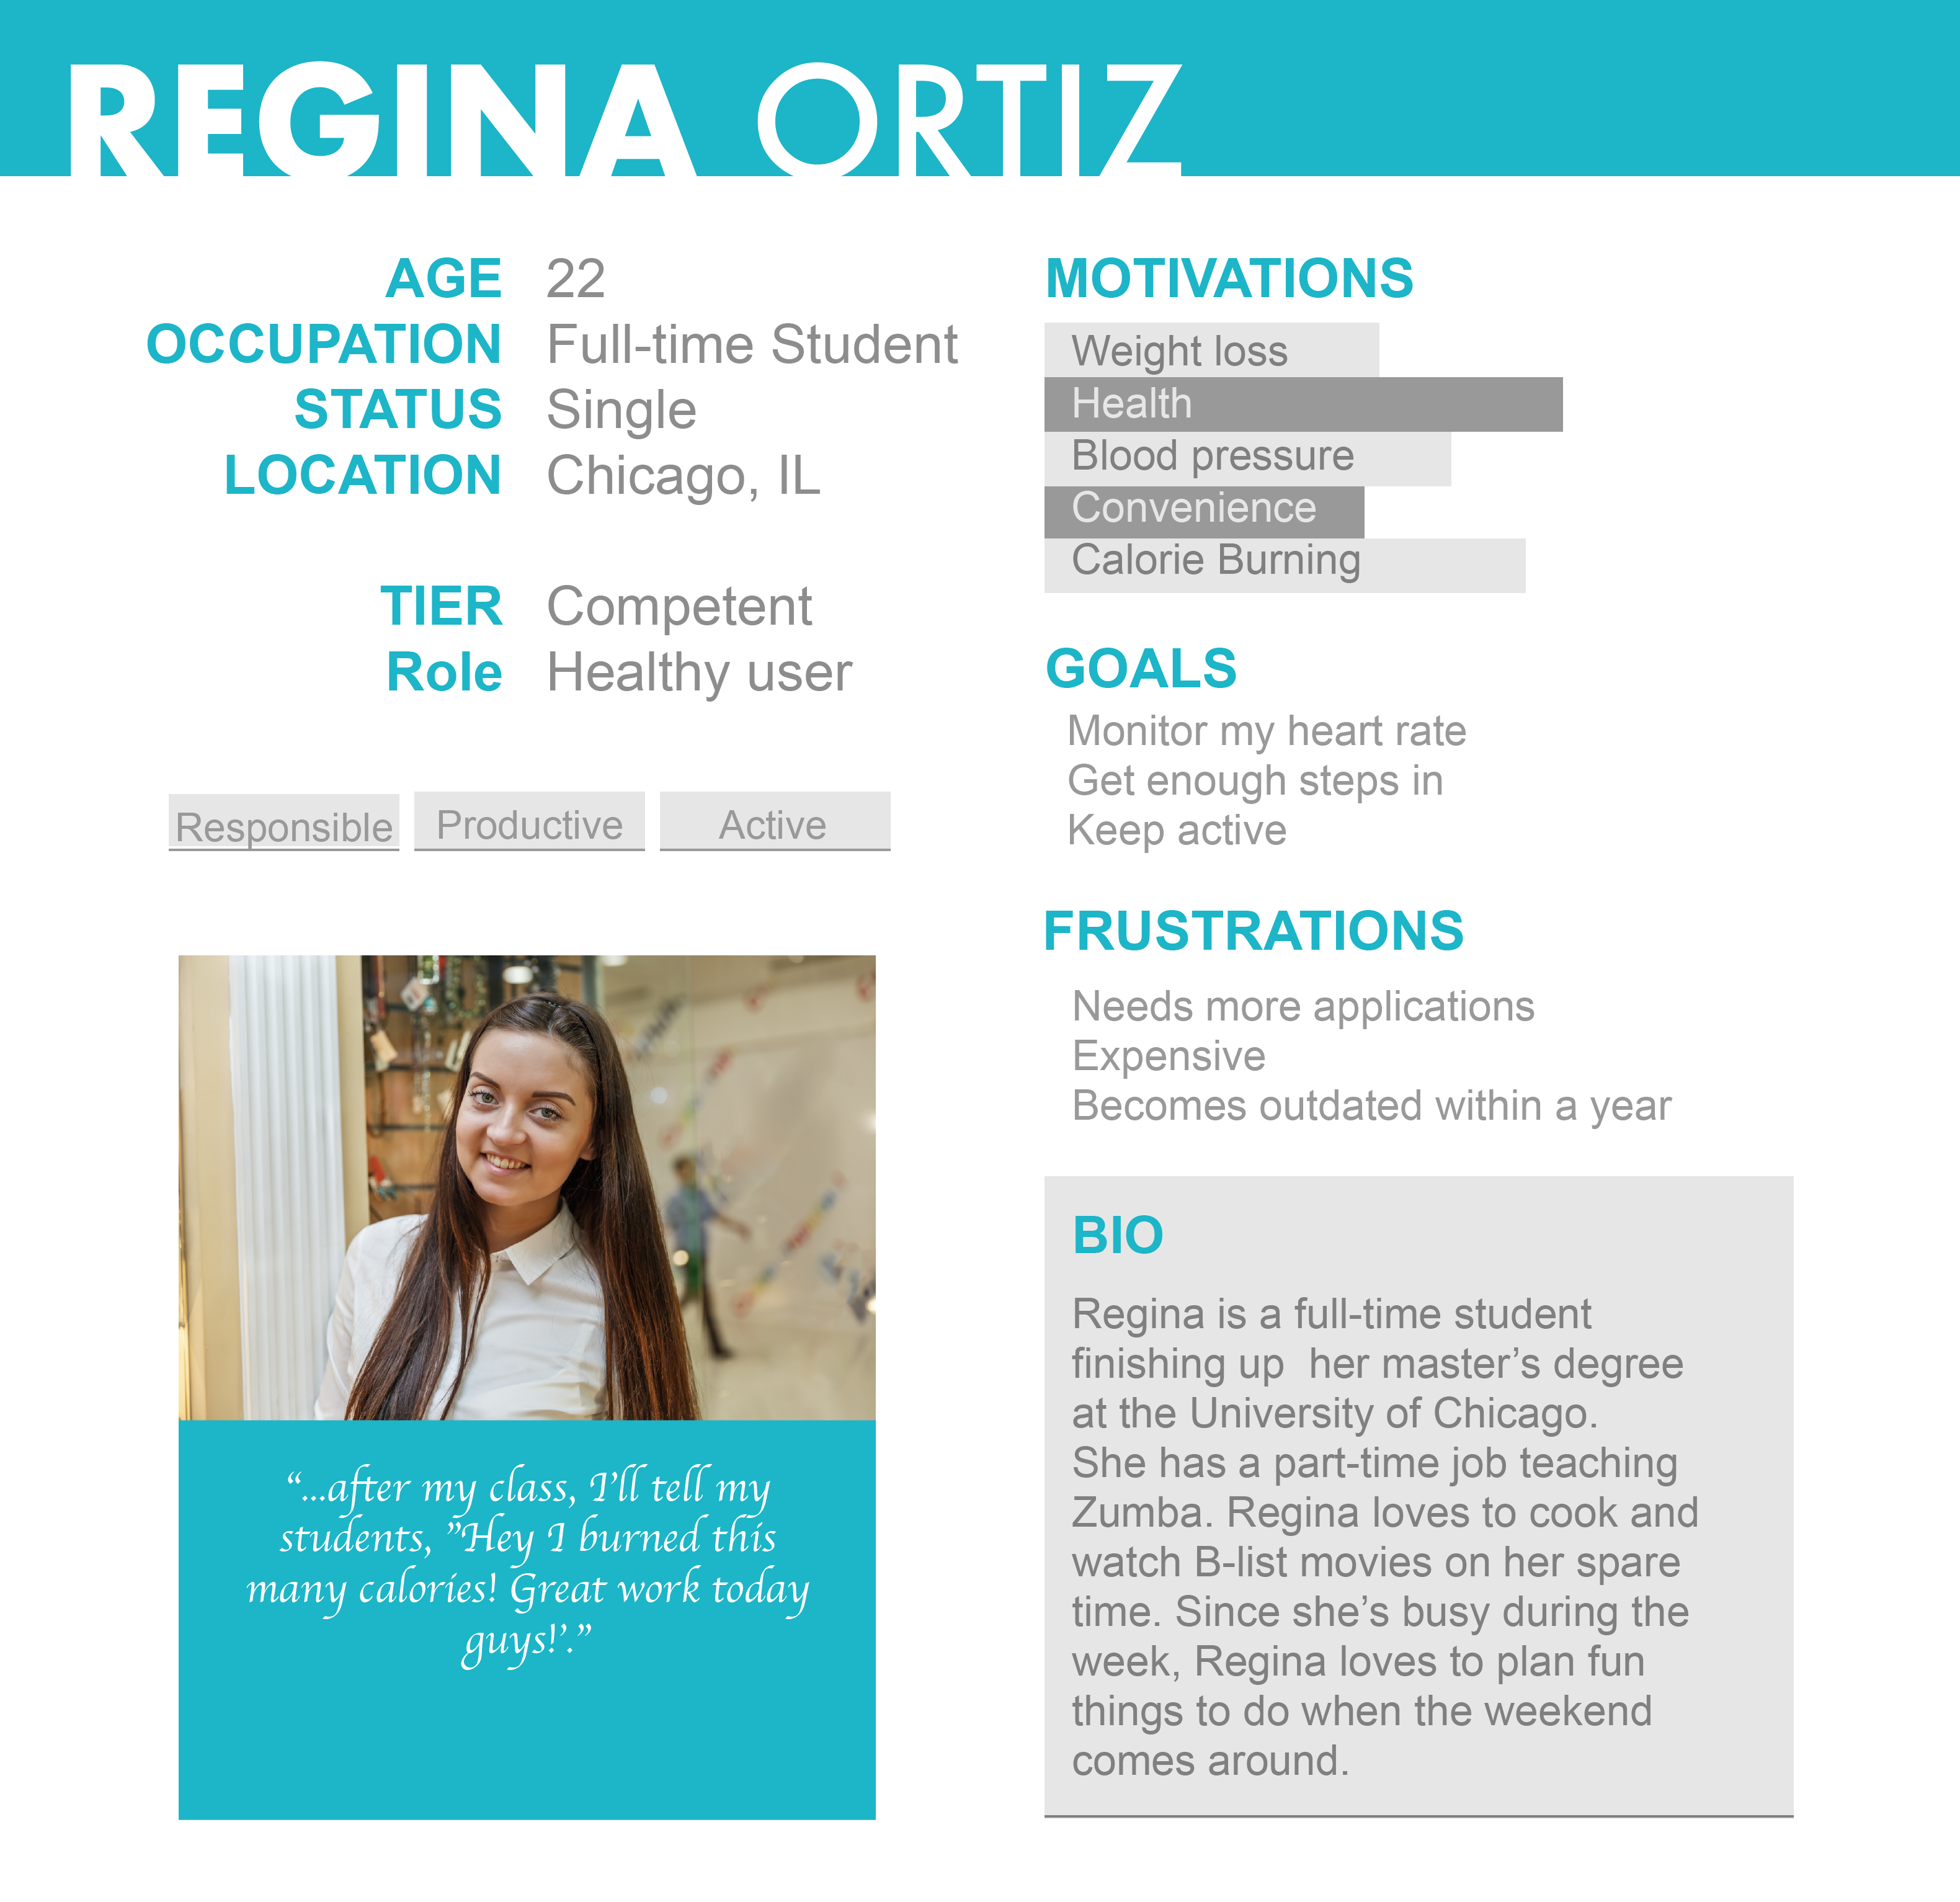 REGINA ORTIZ
AGE 22
OCCUPATION Full-time Student
STATUS Single
LOCATION Chicago, IL
TIER Competent
Role Healthy user
Responsible Productive Active
“...after my class, I'll tell my
students, "Hey I burned this
many calories! Great work today
guys!'.”
MOTIVATIONS
Weight loss
Health
Blood pressure
Convenience
Calorie Burning
GOALS
Monitor my heart rate
Get enough steps in
Keep active
FRUSTRATIONS
Needs more applications
Expensive
Becomes outdated within a year
BIO
Regina is a full-time student
finishing up  her master’s degree
at the University of Chicago.
She has a part-time job teaching
Zumba. Regina loves to cook and
watch B-list movies on her spare
time. Since she’s busy during the
week, Regina loves to plan fun
things to do when the weekend
comes around.